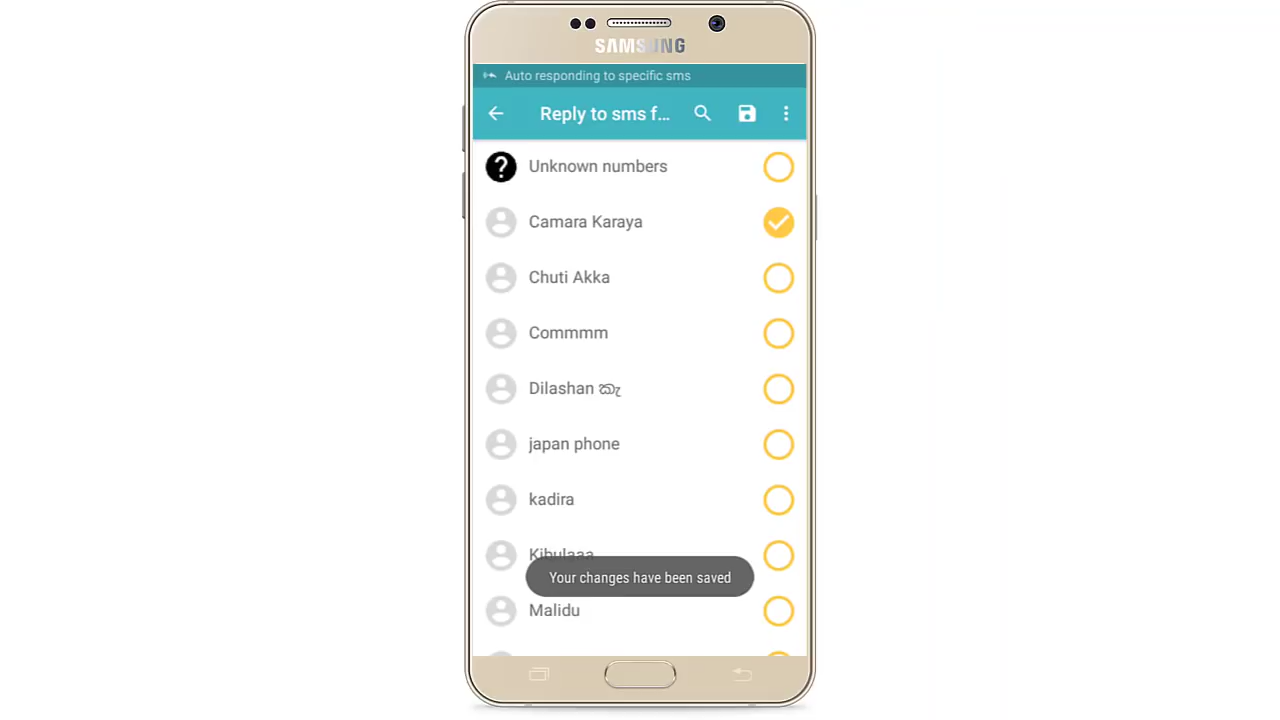 SAMSUNG
Auto responding to specific sms
Reply to sms f...
Unknown numbers
Camara Karaya
Chuti Akka
Commmm
Dilashan කෑ
japan phone
kadira
Kibulaaa
Your changes have been saved
Malidu